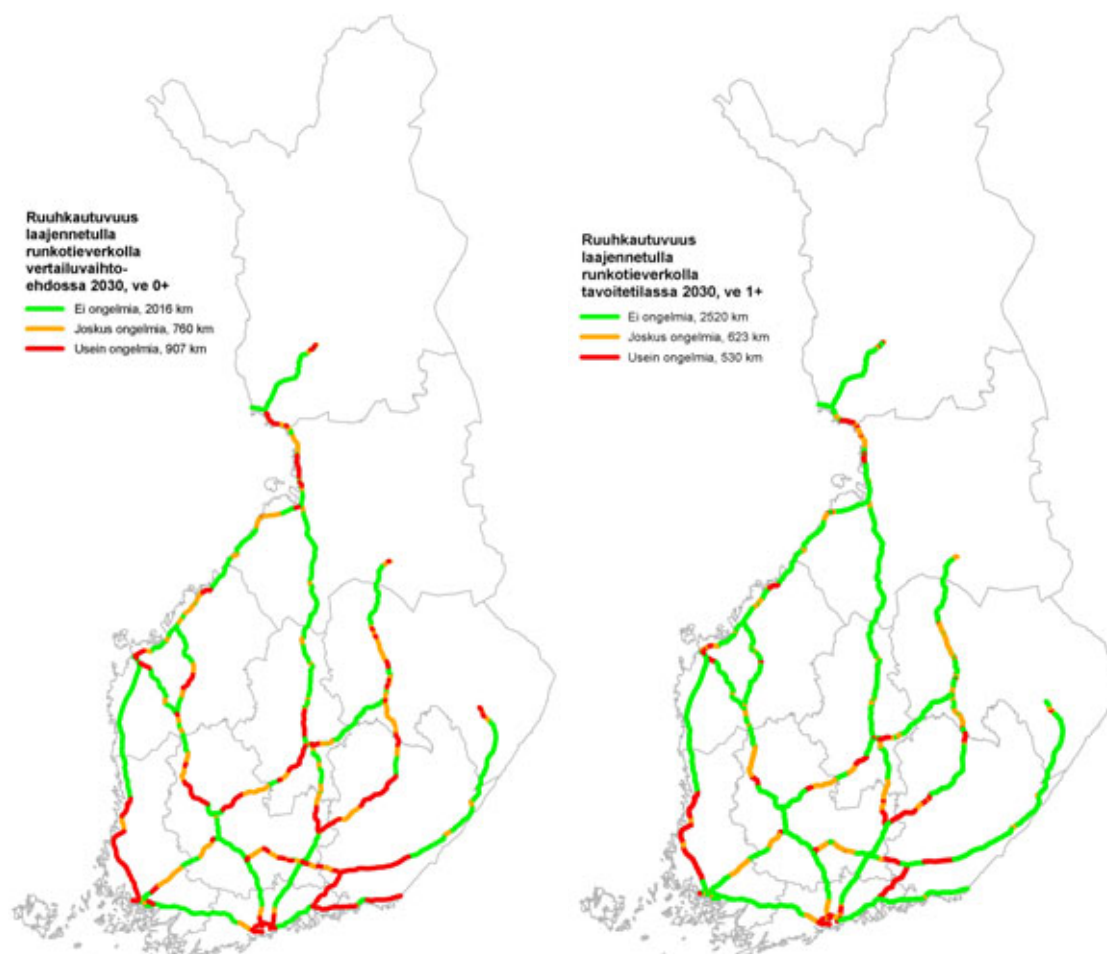 Ruuhkautuvuus
laajennetulla
runkotieverkolla
vertailuvaihto-
ehdossa 2030, ve 0+
Ei ongelmia, 2016 km
Joskus ongelmia, 760 km
Usein ongelmia, 907 km
Ruuhkautuvuus
laajennetulla
runkotieverkolla
tavoitetilassa 2030, ve 1+
Ei ongelmia, 2520 km
Joskus ongelmia, 623 km
Usein ongelmia, 530 km